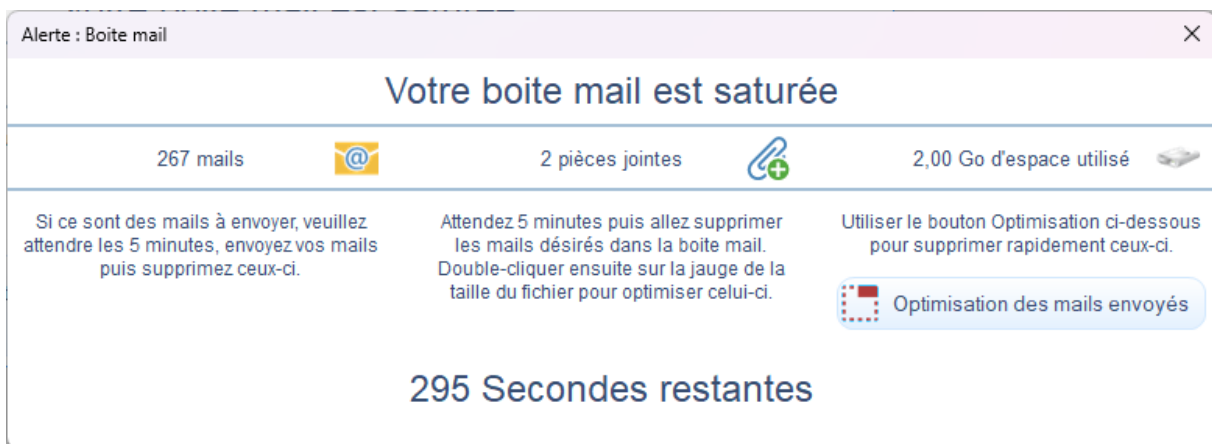 Alerte : Boite mail
Votre boite mail est saturée
267 mails
2 pièces jointes
2,00 Go d'espace utilisé
Si ce sont des mails à envoyer, veuillez
attendre les 5 minutes, envoyez vos mails
puis supprimez ceux-ci.
Attendez 5 minutes puis allez supprimer
les mails désirés dans la boite mail.
Double-cliquer ensuite sur la jauge de la
taille du fichier pour optimiser celui-ci.
Utiliser le bouton Optimisation ci-dessous
pour supprimer rapidement ceux-ci.
Optimisation des mails envoyés
295 Secondes restantes